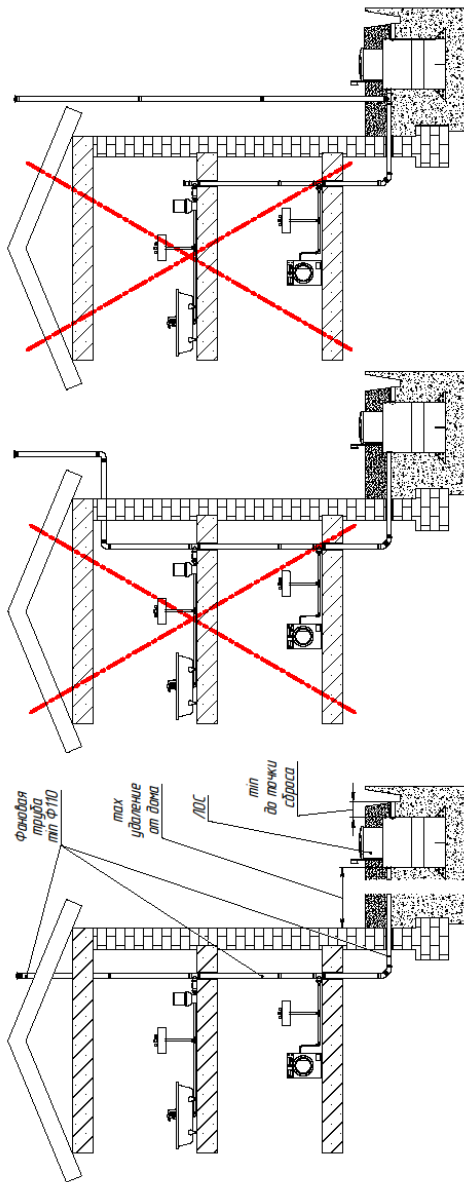 Фановая
труба
min Ф110
max
удаление
от дома
ЛОС
min
до точки
сброса